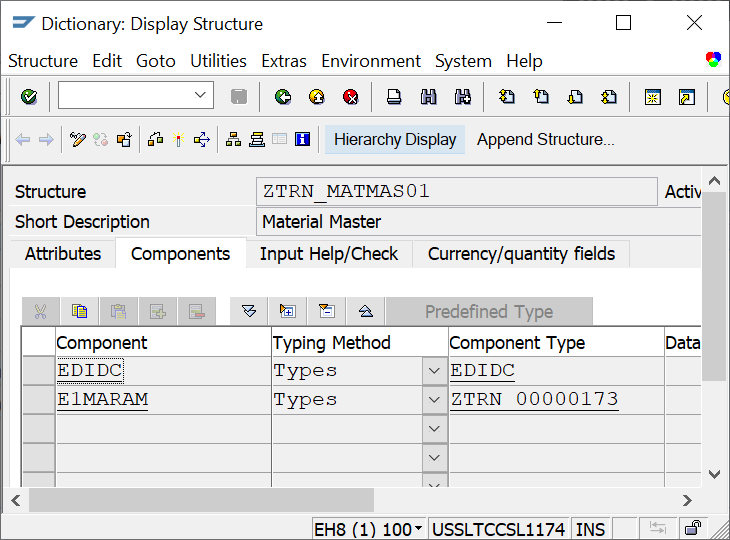 Dictionary: Display Structure
Structure Edit Goto Utilities Extras Environment System Help
Hierarchy Display Append Structure...
Structure ZTRN_MATMAS01 Activ
Short Description Material Master
Attributes Components Input Help/Check Currency/quantity fields
Predefined Type
Component Typing Method Component Type Data
EDIDC Types EDIDC
E1MARAM Types ZTRN_00000173
EH8 (1) 100 USSLTCCSL1174 INS